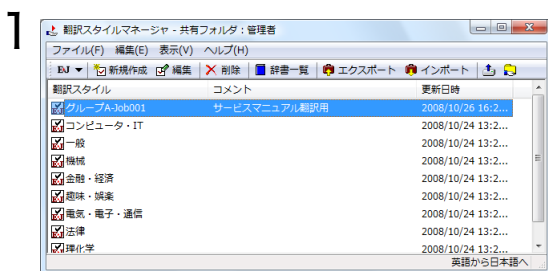 1
翻訳スタイルマネージャ - 共有フォルダ : 管理者
ファイル(F) 編集(E) 表示(V) ヘルプ(H)
EJ 新規作成 編集 削除 辞書一覧 エクスポート インポート
翻訳スタイル コメント 更新日時
グループA-Job001 サービスマニュアル翻訳用 2008/10/26 16:2...
コンピュータ・IT 2008/10/24 13:2...
一般 2008/10/24 13:2...
機械 2008/10/24 13:2...
金融・経済 2008/10/24 13:2...
趣味・娯楽 2008/10/24 13:2...
電気・電子・通信 2008/10/24 13:2...
法律 2008/10/24 13:2...
理化学 2008/10/24 13:2...
英語から日本語へ